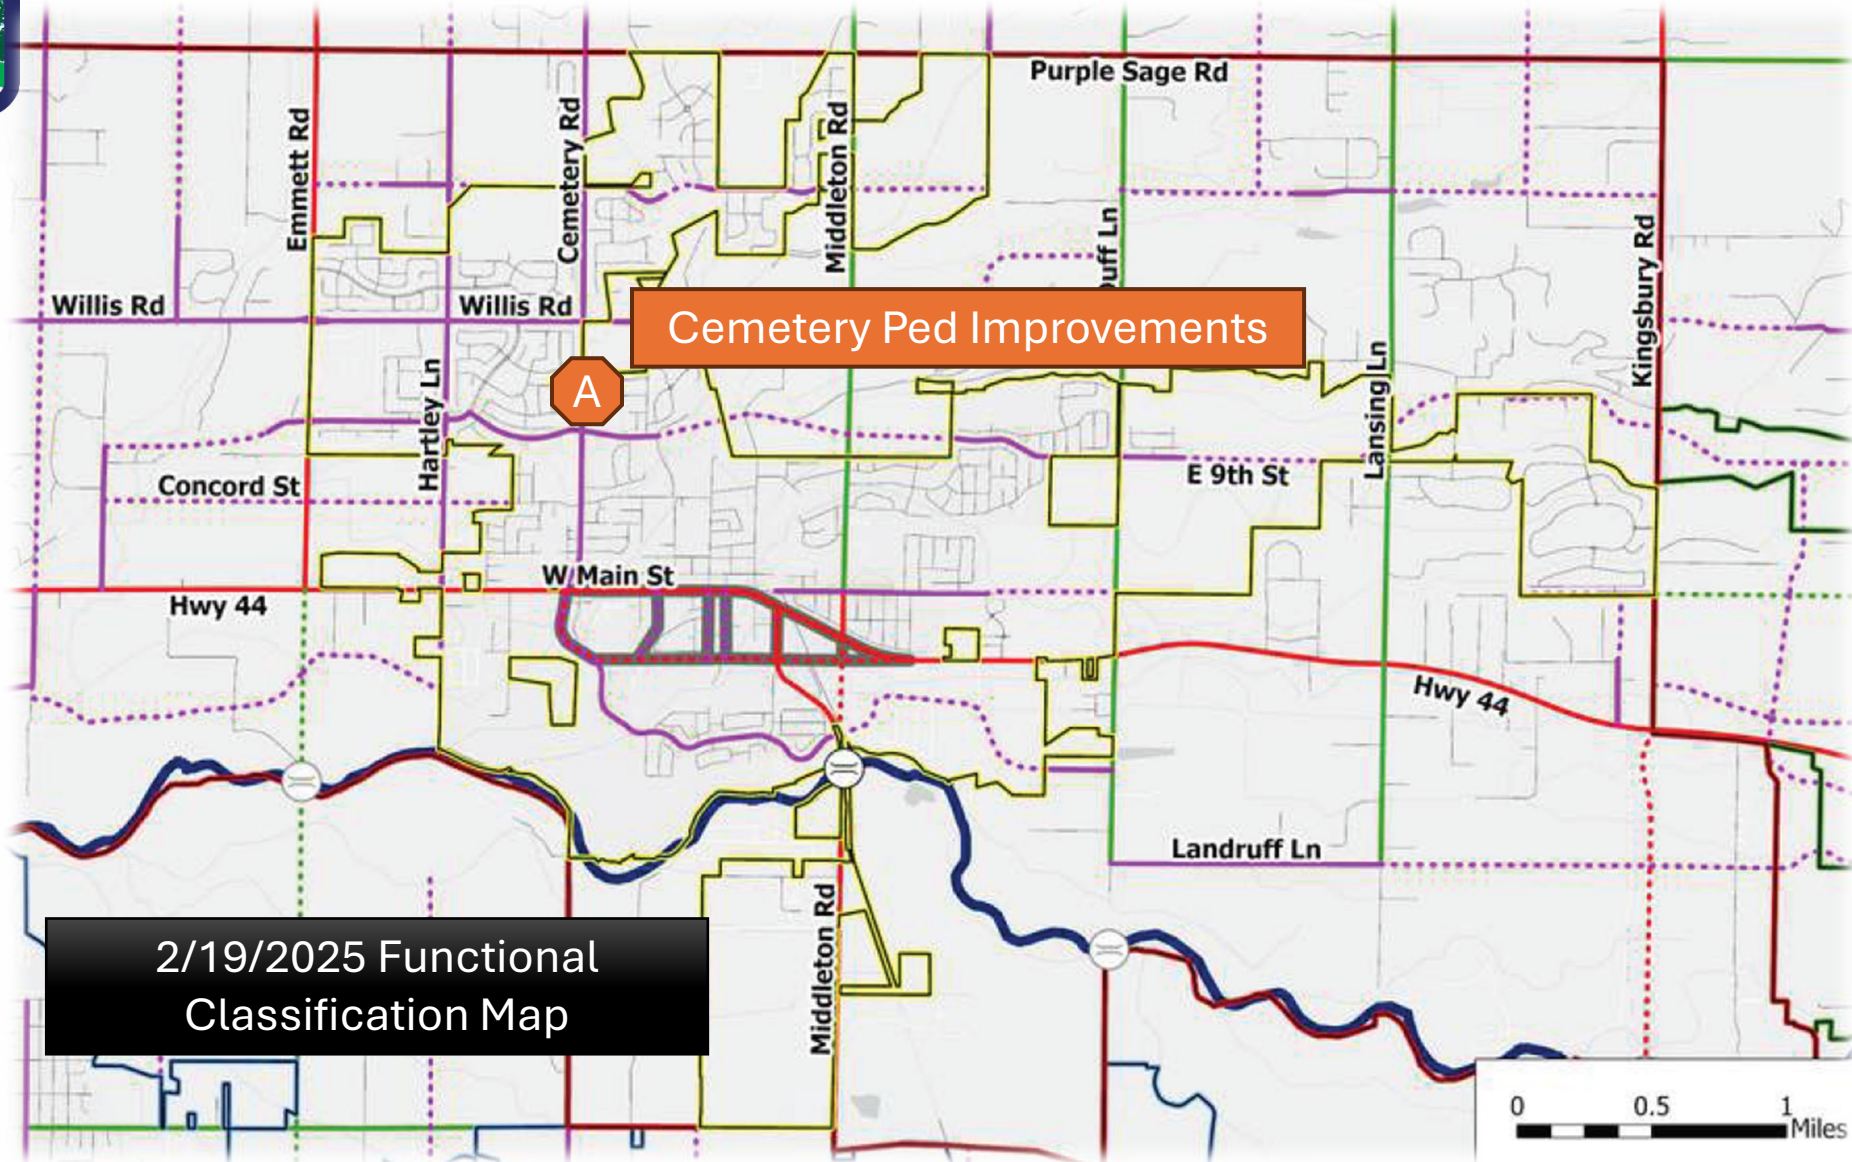 Purple Sage Rd
Emmett Rd
Cemetery Rd
Middleton Rd
Duff Ln
Kingsbury Rd
Willis Rd
Willis Rd
Cemetery Ped Improvements
A
Hartley Ln
Lansing Ln
Concord St
E 9th St
W Main St
Hwy 44
Hwy 44
Landruff Ln
Middleton Rd
2/19/2025 Functional
Classification Map
0 0.5 1
Miles